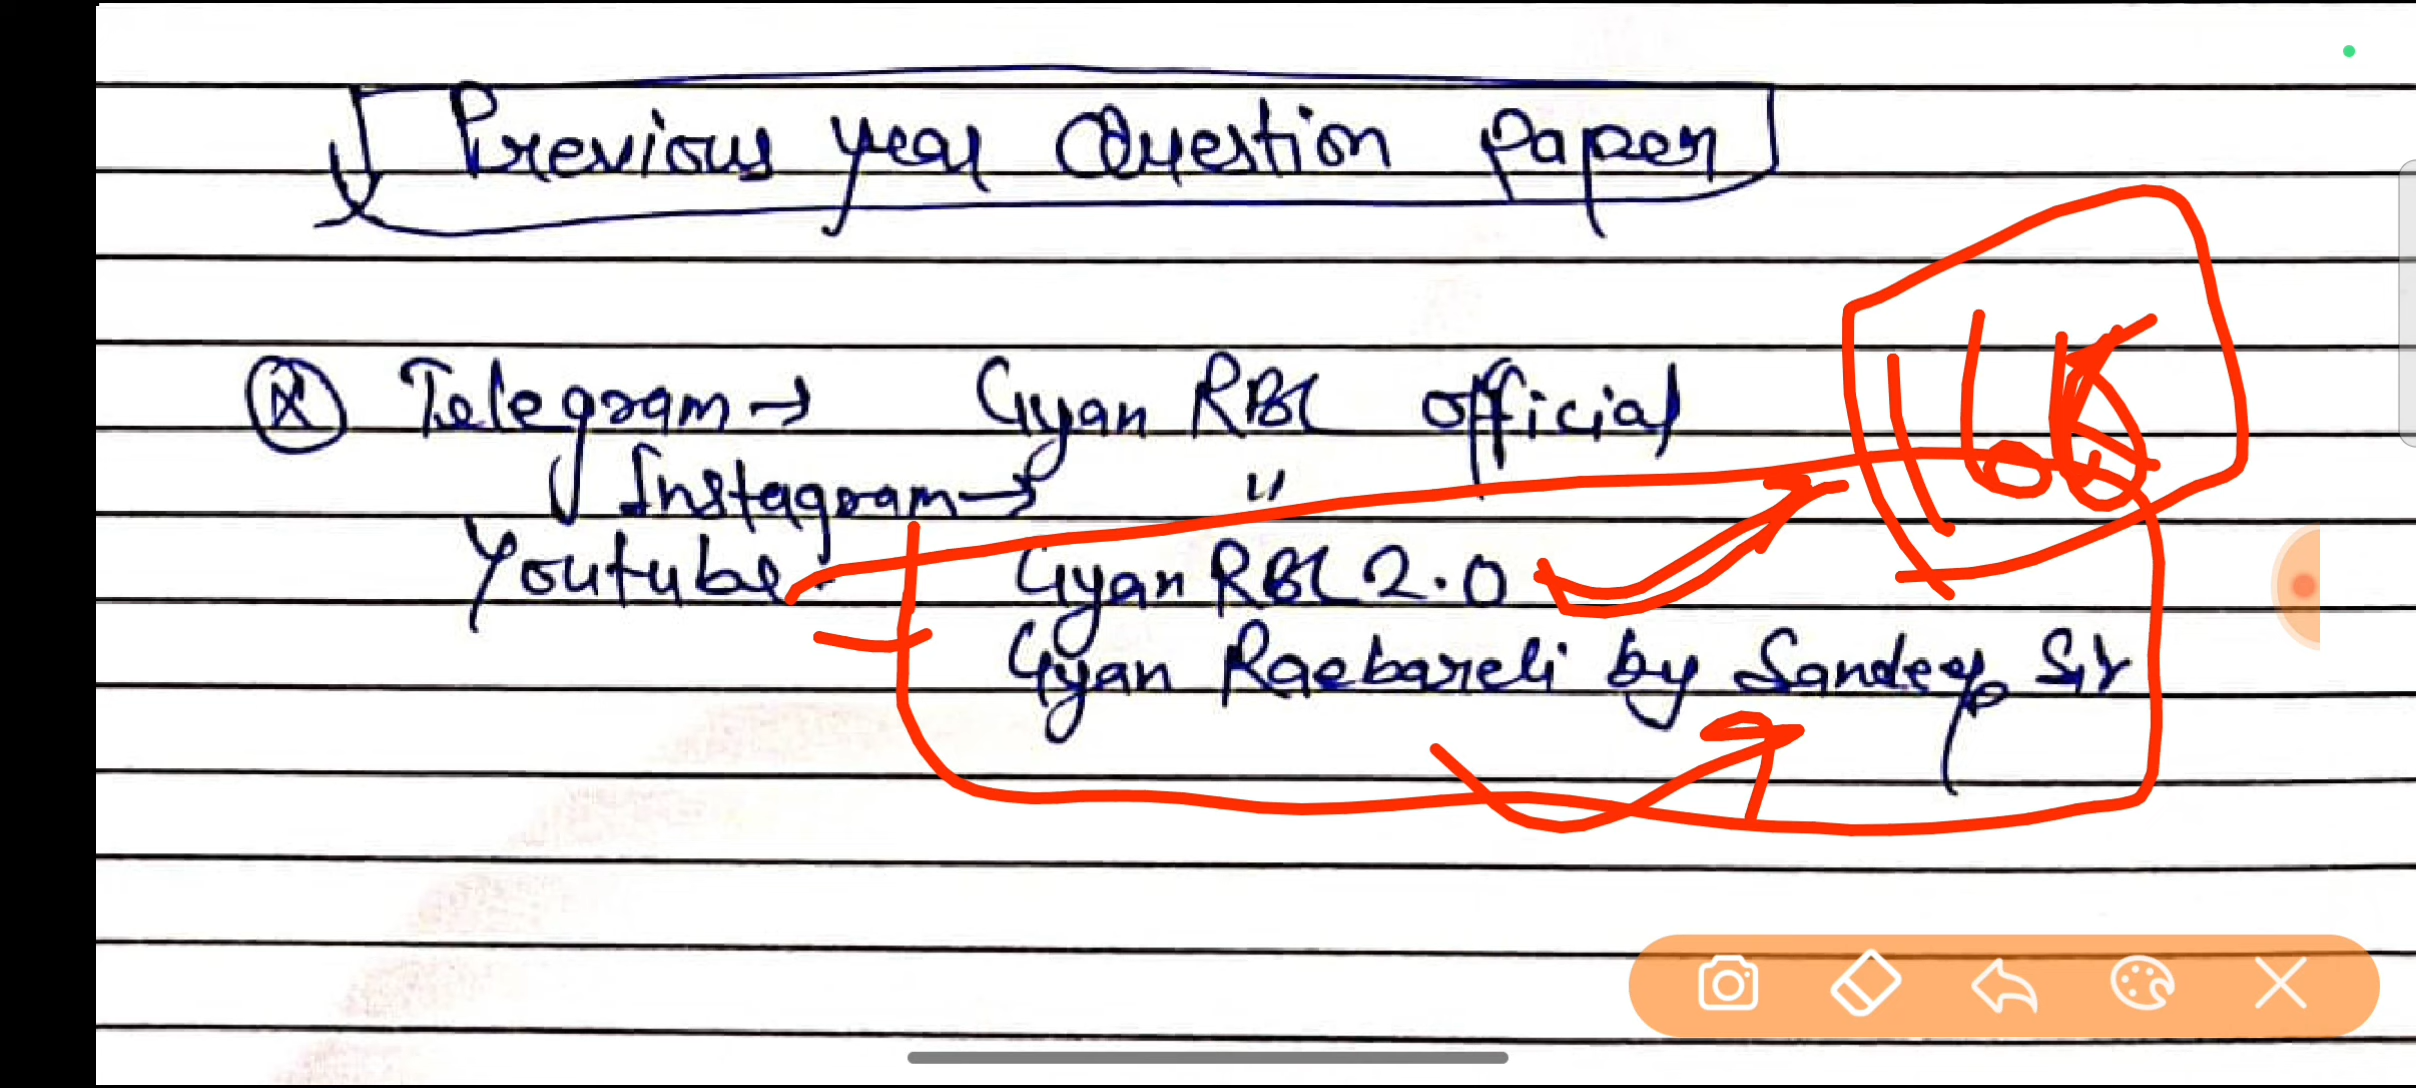 Previous year Question Paper
Telegram → Gyan RBL official
Instagram → "
Youtube - Gyan RBL 2.0
Gyan Raebareli by Sandeep Sir